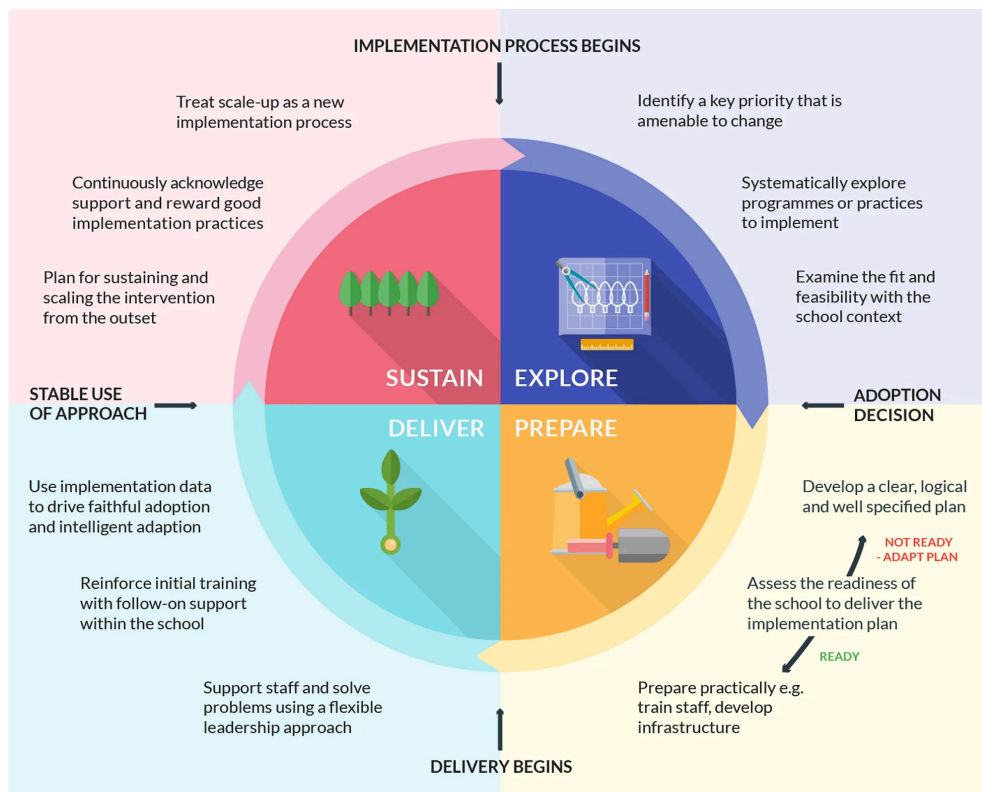 IMPLEMENTATION PROCESS BEGINS
Treat scale-up as a new
implementation process
Identify a key priority that is
amenable to change
Continuously acknowledge
support and reward good
implementation practices
Systematically explore
programmes or practices
to implement
Plan for sustaining and
scaling the intervention
from the outset
Examine the fit and
feasibility with the
school context
SUSTAIN
EXPLORE
STABLE USE
OF APPROACH
ADOPTION
DECISION
DELIVER
PREPARE
Use implementation data
to drive faithful adoption
and intelligent adaption
Develop a clear, logical
and well specified plan
NOT READY
- ADAPT PLAN
Reinforce initial training
with follow-on support
within the school
Assess the readiness of
the school to deliver the
implementation plan
READY
Support staff and solve
problems using a flexible
leadership approach
Prepare practically e.g.
train staff, develop
infrastructure
DELIVERY BEGINS